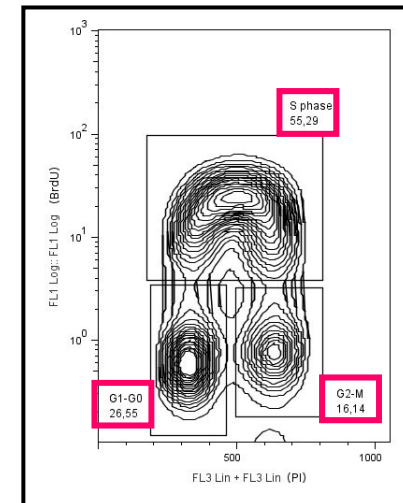 10³
S phase
55,29
10²
FL1 Log:: FL1 Log (BrdU)
10¹
10⁰
G1-G0
26,55
G2-M
16,14
500
1000
FL3 Lin + FL3 Lin (PI)